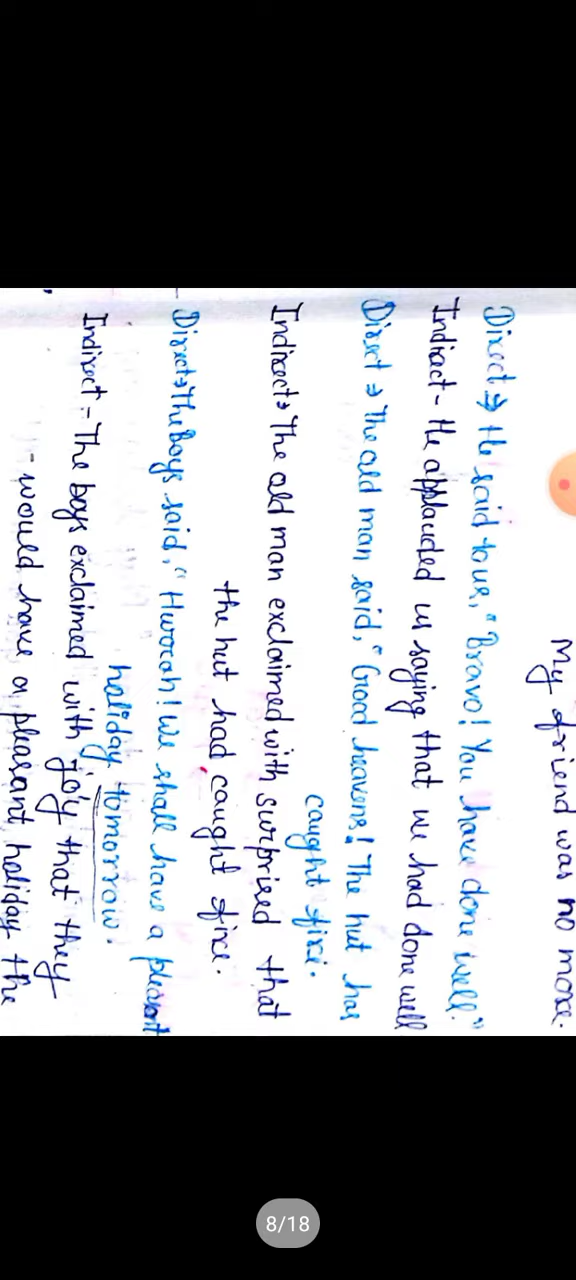 My friend was no more.
Direct ⇒ He said to us, "Bravo! You have done well."
Indirect - He applauded us saying that we had done well
Direct ⇒ The old man said, "Good heavens! The hut has
caught fire.
Indirect → The old man exclaimed with surprised that
the hut had caught fire.
Direct → The boys said, "Hurrah! We shall have a pleasant
holiday tomorrow.
Indirect - The boys exclaimed with joy that they
would have a pleasant holiday the
8/18